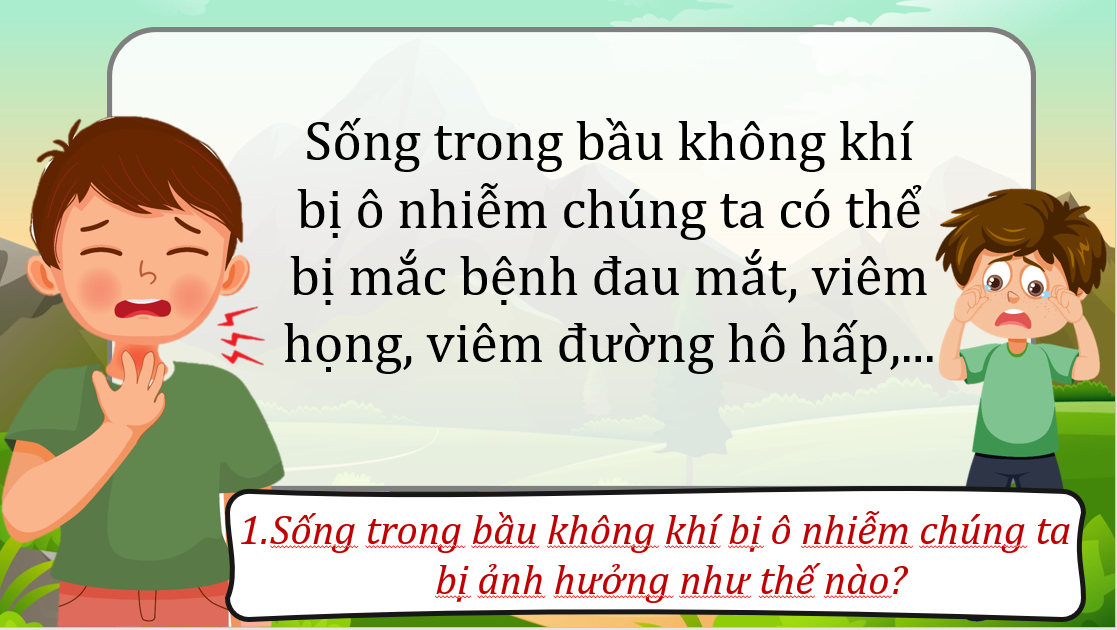 Sống trong bầu không khí
bị ô nhiễm chúng ta có thể
bị mắc bệnh đau mắt, viêm
họng, viêm đường hô hấp,...
1.Sống trong bầu không khí bị ô nhiễm chúng ta
bị ảnh hưởng như thế nào?